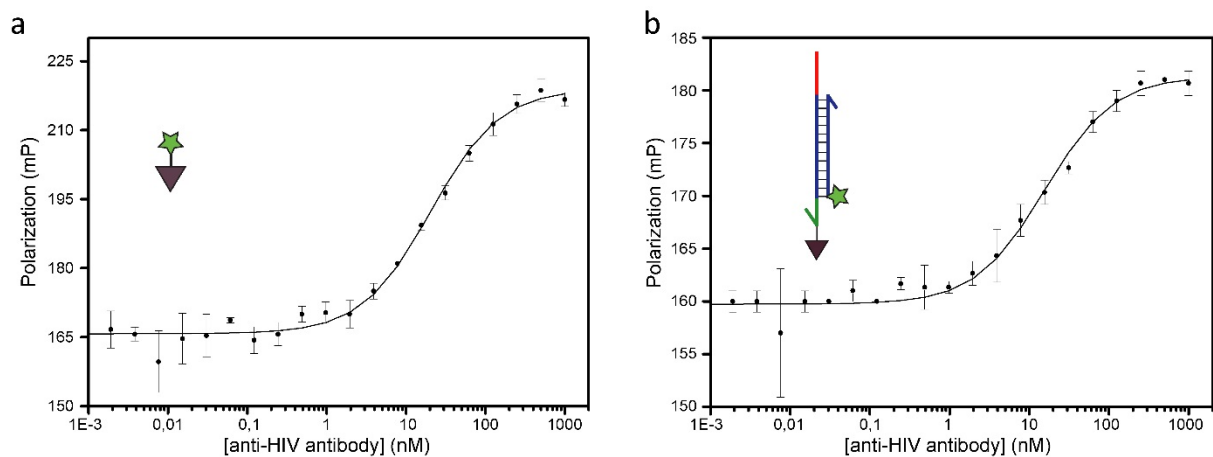 a
225
210
195
180
165
150
Polarization (mP)
1E-3 0,01 0,1 1 10 100 1000
[anti-HIV antibody] (nM)
b
185
180
175
170
165
160
155
150
Polarization (mP)
1E-3 0,01 0,1 1 10 100 1000
[anti-HIV antibody] (nM)